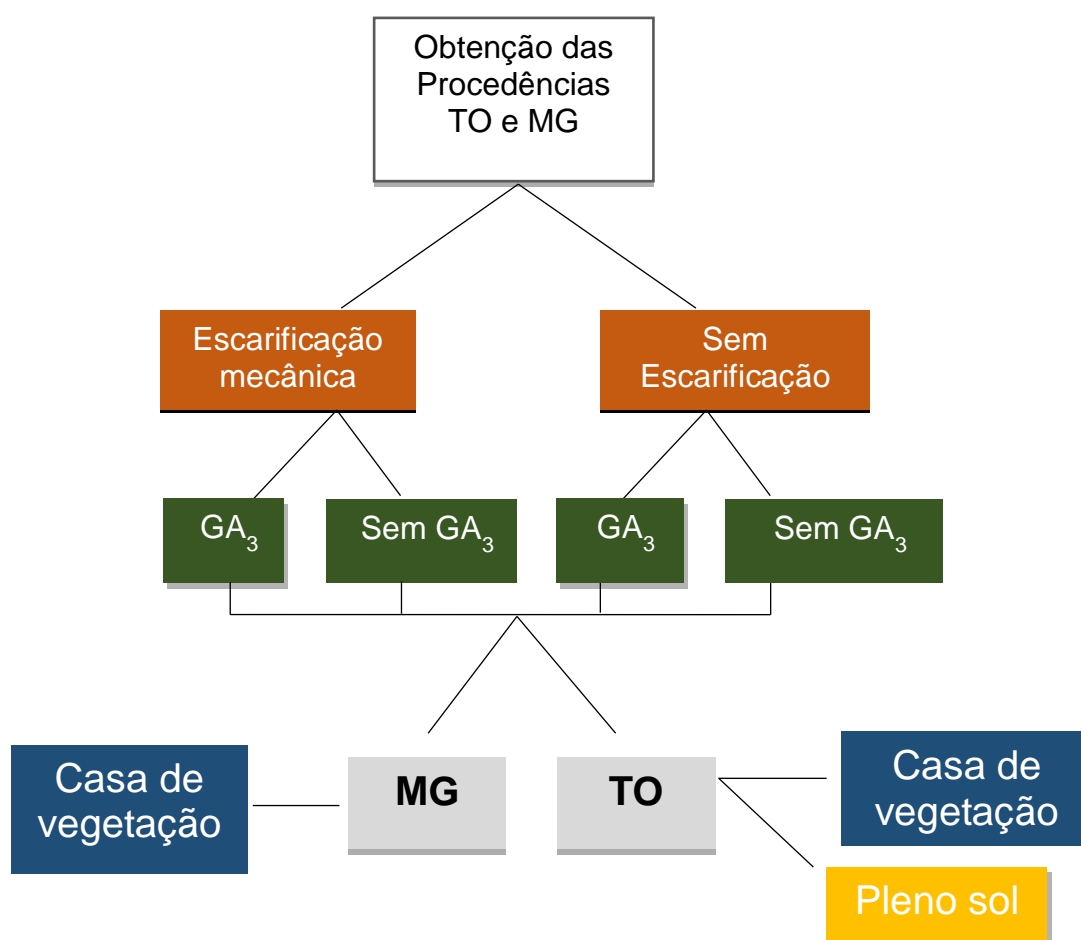 Obtenção das
Procedências
TO e MG
Escarificação
mecânica
Sem
Escarificação
GA₃
Sem GA₃
GA₃
Sem GA₃
Casa de
vegetação
MG
TO
Casa de
vegetação
Pleno sol